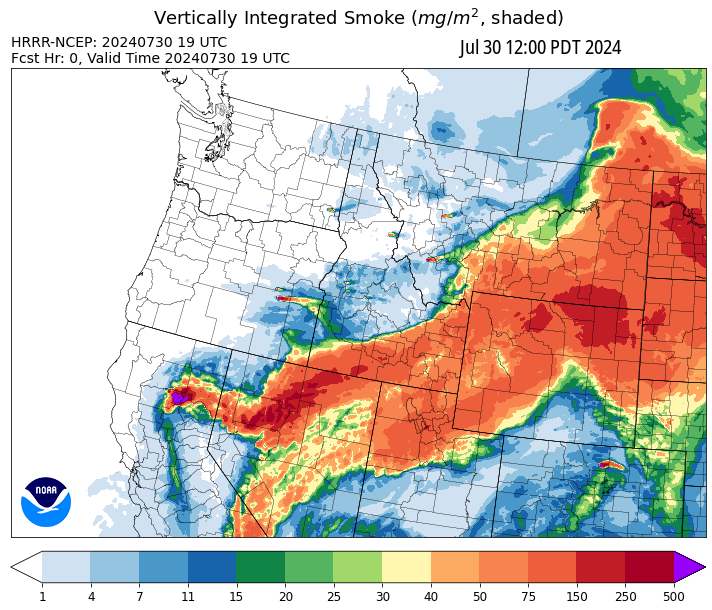 Vertically Integrated Smoke (mg/m², shaded)
HRRR-NCEP: 20240730 19 UTC
Fcst Hr: 0, Valid Time 20240730 19 UTC
Jul 30 12:00 PDT 2024
NOAA
1 4 7 11 15 20 25 30 40 50 75 150 250 500